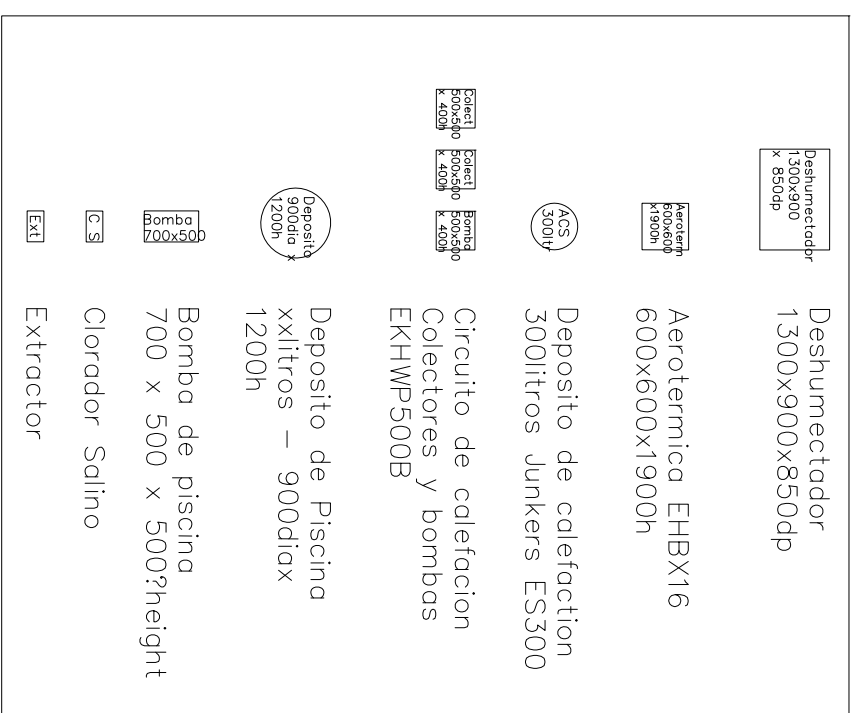 Deshumectador
1300x900
x 850dp
Deshumectador
1300x900x850dp
Aeroterm
600x600
x1900h
Aerotermica EHBX16
600x600x1900h
ACS
300ltr
Deposito de calefaction
300litros Junkers ES300
Colect
500x500
x 400h
Colect
500x500
x 400h
Bomba
500x500
x 400h
Circuito de calefacion
Colectores y bombas
EKHWP500B
Deposito
900dia x
1200h
Deposito de Piscina
xxlitros - 900diax
1200h
Bomba
700x500
Bomba de piscina
700 x 500 x 500?height
C S
Clorador Salino
Ext
Extractor